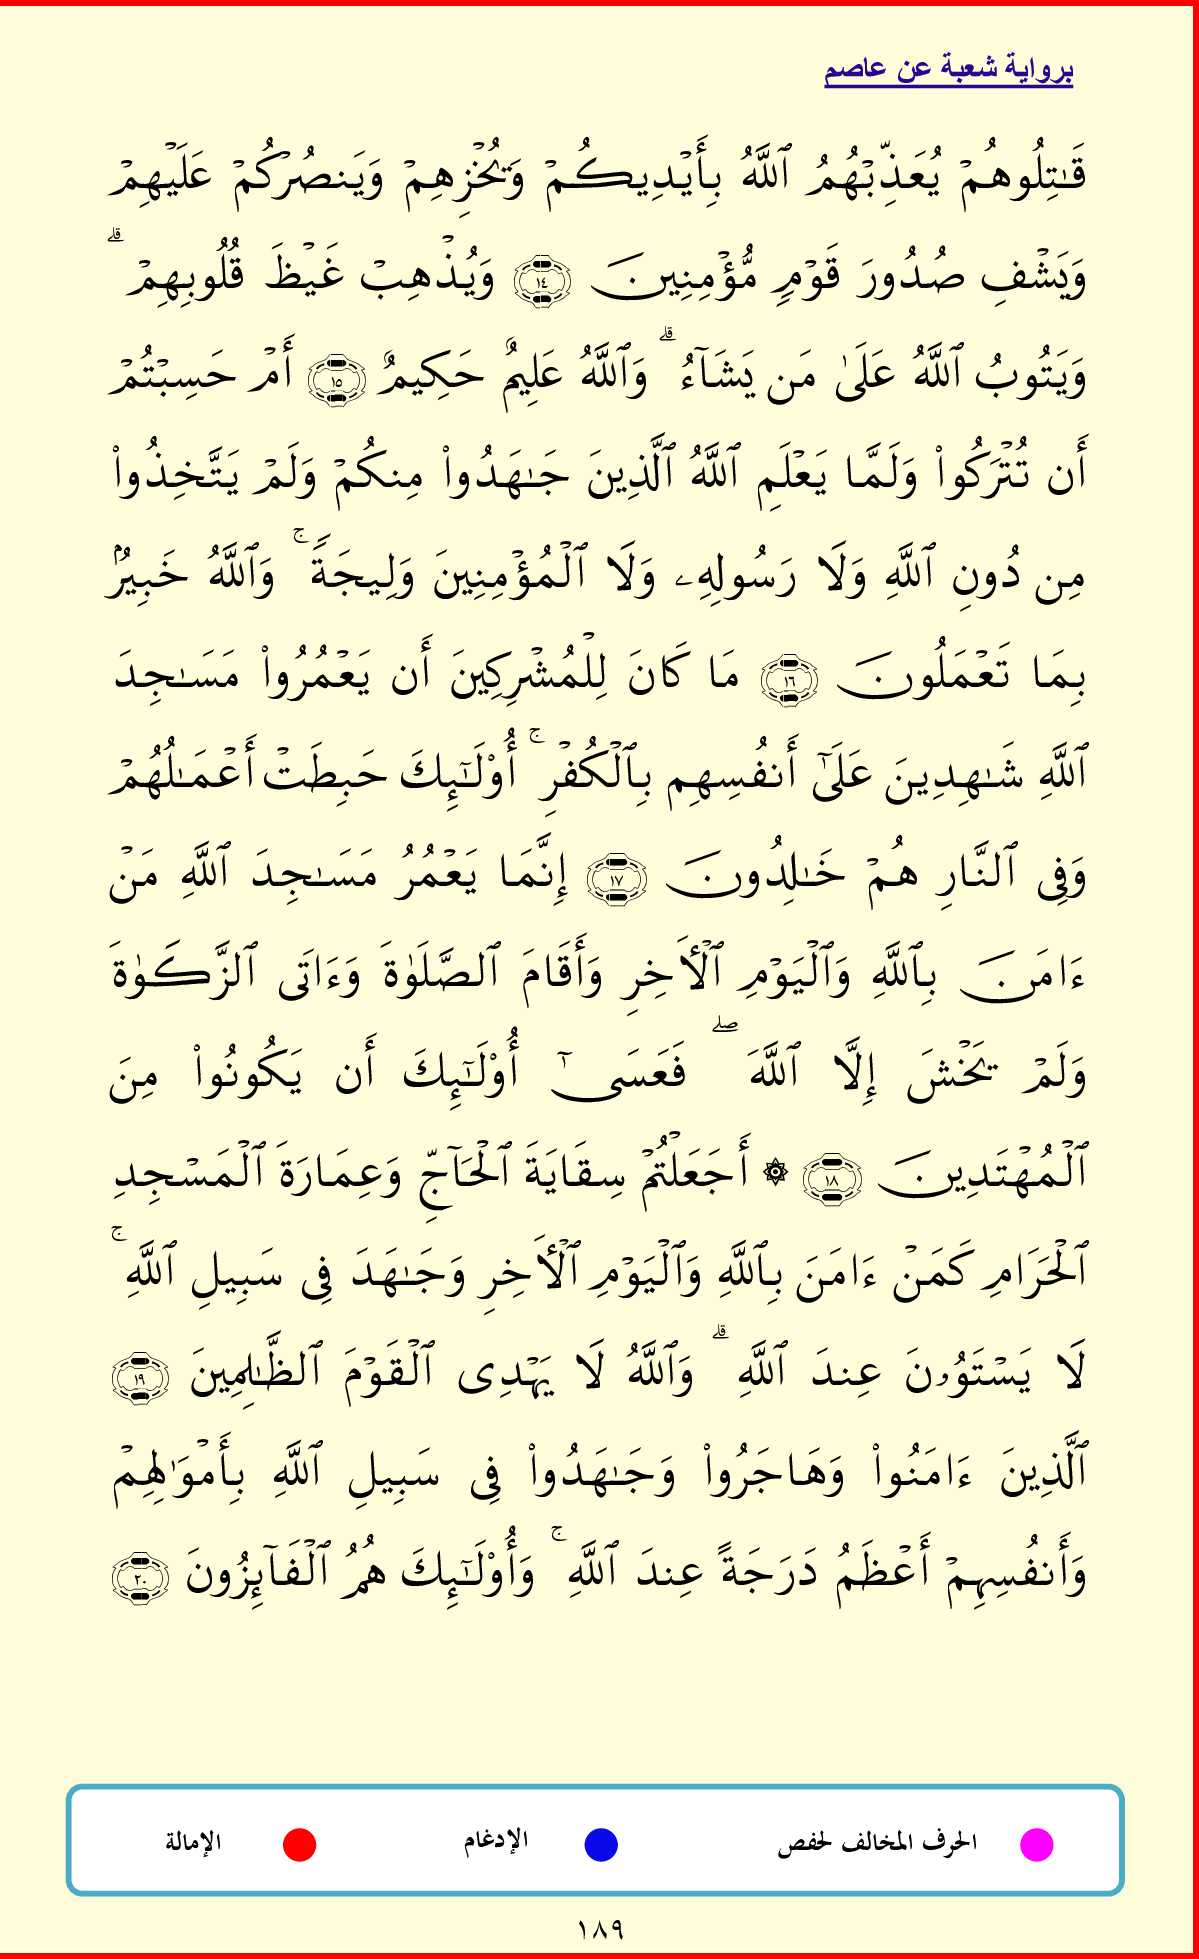 برواية شعبة عن عاصم
قَٰتِلُوهُمْ يُعَذِّبْهُمُ ٱللَّهُ بِأَيْدِيكُمْ وَيُخْزِهِمْ وَيَنصُرْكُمْ عَلَيْهِمْ
وَيَشْفِ صُدُورَ قَوْمٍ مُّؤْمِنِينَ ١٤ وَيُذْهِبْ غَيْظَ قُلُوبِهِمْ ۗ
وَيَتُوبُ ٱللَّهُ عَلَىٰ مَن يَشَآءُ ۗ وَٱللَّهُ عَلِيمٌ حَكِيمٌ ١٥ أَمْ حَسِبْتُمْ
أَن تُتْرَكُوا۟ وَلَمَّا يَعْلَمِ ٱللَّهُ ٱلَّذِينَ جَٰهَدُوا۟ مِنكُمْ وَلَمْ يَتَّخِذُوا۟
مِن دُونِ ٱللَّهِ وَلَا رَسُولِهِۦ وَلَا ٱلْمُؤْمِنِينَ وَلِيجَةً ۚ وَٱللَّهُ خَبِيرٌۢ
بِمَا تَعْمَلُونَ ١٦ مَا كَانَ لِلْمُشْرِكِينَ أَن يَعْمُرُوا۟ مَسَٰجِدَ
ٱللَّهِ شَٰهِدِينَ عَلَىٰٓ أَنفُسِهِم بِٱلْكُفْرِ ۚ أُو۟لَٰٓئِكَ حَبِطَتْ أَعْمَٰلُهُمْ
وَفِى ٱلنَّارِ هُمْ خَٰلِدُونَ ١٧ إِنَّمَا يَعْمُرُ مَسَٰجِدَ ٱللَّهِ مَنْ
ءَامَنَ بِٱللَّهِ وَٱلْيَوْمِ ٱلْـَٔاخِرِ وَأَقَامَ ٱلصَّلَوٰةَ وَءَاتَى ٱلزَّكَوٰةَ
وَلَمْ يَخْشَ إِلَّا ٱللَّهَ ۖ فَعَسَىٰٓ أُو۟لَٰٓئِكَ أَن يَكُونُوا۟ مِنَ
ٱلْمُهْتَدِينَ ١٨ ۞ أَجَعَلْتُمْ سِقَايَةَ ٱلْحَآجِّ وَعِمَارَةَ ٱلْمَسْجِدِ
ٱلْحَرَامِ كَمَنْ ءَامَنَ بِٱللَّهِ وَٱلْيَوْمِ ٱلْـَٔاخِرِ وَجَٰهَدَ فِى سَبِيلِ ٱللَّهِ ۚ
لَا يَسْتَوُۥنَ عِندَ ٱللَّهِ ۗ وَٱللَّهُ لَا يَهْدِى ٱلْقَوْمَ ٱلظَّٰلِمِينَ ١٩
ٱلَّذِينَ ءَامَنُوا۟ وَهَاجَرُوا۟ وَجَٰهَدُوا۟ فِى سَبِيلِ ٱللَّهِ بِأَمْوَٰلِهِمْ
وَأَنفُسِهِمْ أَعْظَمُ دَرَجَةً عِندَ ٱللَّهِ ۚ وَأُو۟لَٰٓئِكَ هُمُ ٱلْفَآئِزُونَ ٢٠
الحرف المخالف لحفص الإدغام الإمالة
١٨٩